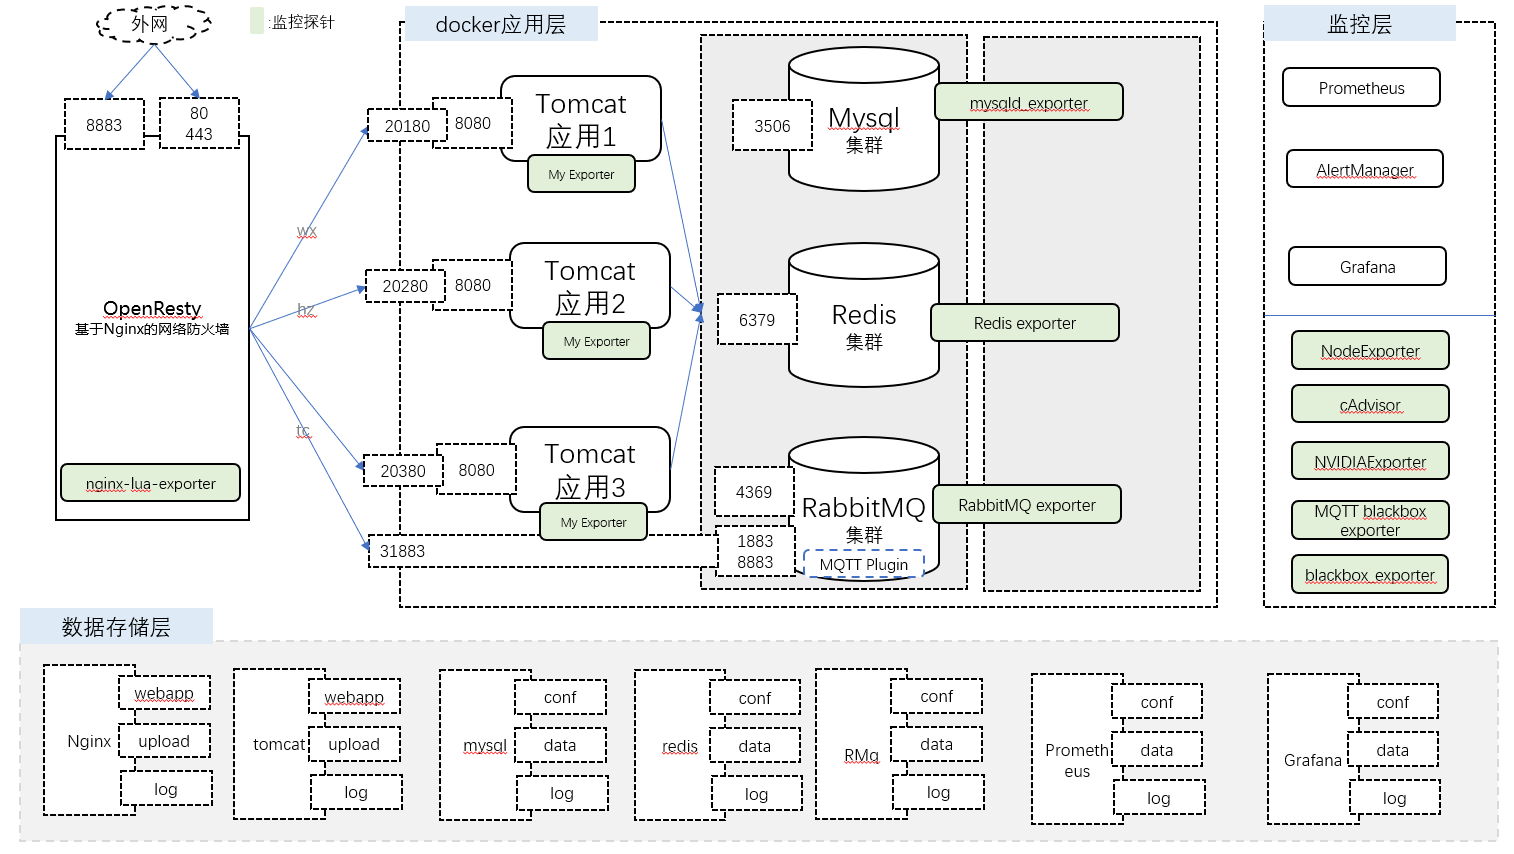 外网
:监控探针
8883
80
443
OpenResty
基于Nginx的网络防火墙
nginx-lua-exporter
wx
hz
tc
docker应用层
20180
8080
Tomcat
应用1
My Exporter
20280
8080
Tomcat
应用2
My Exporter
20380
8080
Tomcat
应用3
My Exporter
31883
3506
Mysql
集群
mysqld_exporter
6379
Redis
集群
Redis exporter
4369
RabbitMQ
集群
1883
8883
MQTT Plugin
RabbitMQ exporter
监控层
Prometheus
AlertManager
Grafana
NodeExporter
cAdvisor
NVIDIAExporter
MQTT blackbox
exporter
blackbox_exporter
数据存储层
Nginx
webapp
upload
log
tomcat
webapp
upload
log
mysql
conf
data
log
redis
conf
data
log
RMq
conf
data
log
Prometh
eus
conf
data
log
Grafana
conf
data
log